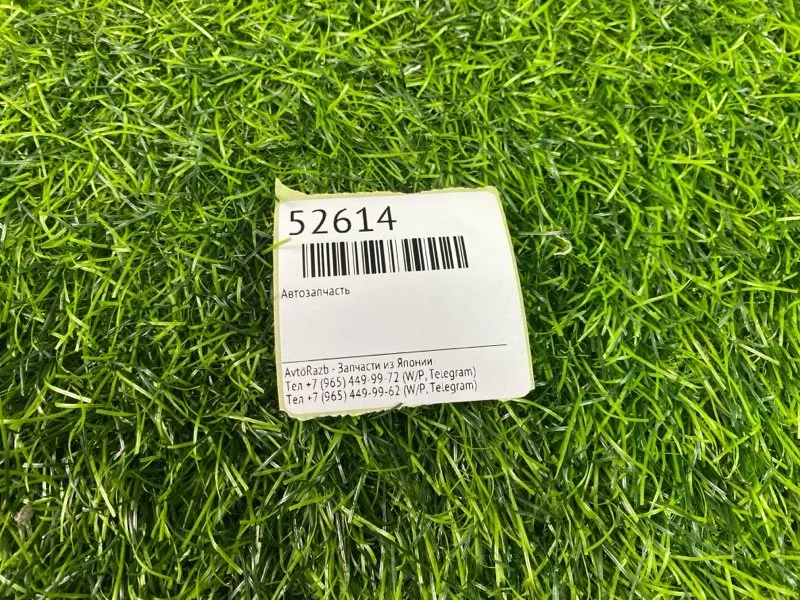 52614
Автозапчасть
AvtoRazb - Запчасти из Японии
Тел +7 (965) 449-99-72 (W/P, Telegram)
Тел +7 (965) 449-99-62 (W/P, Telegram)